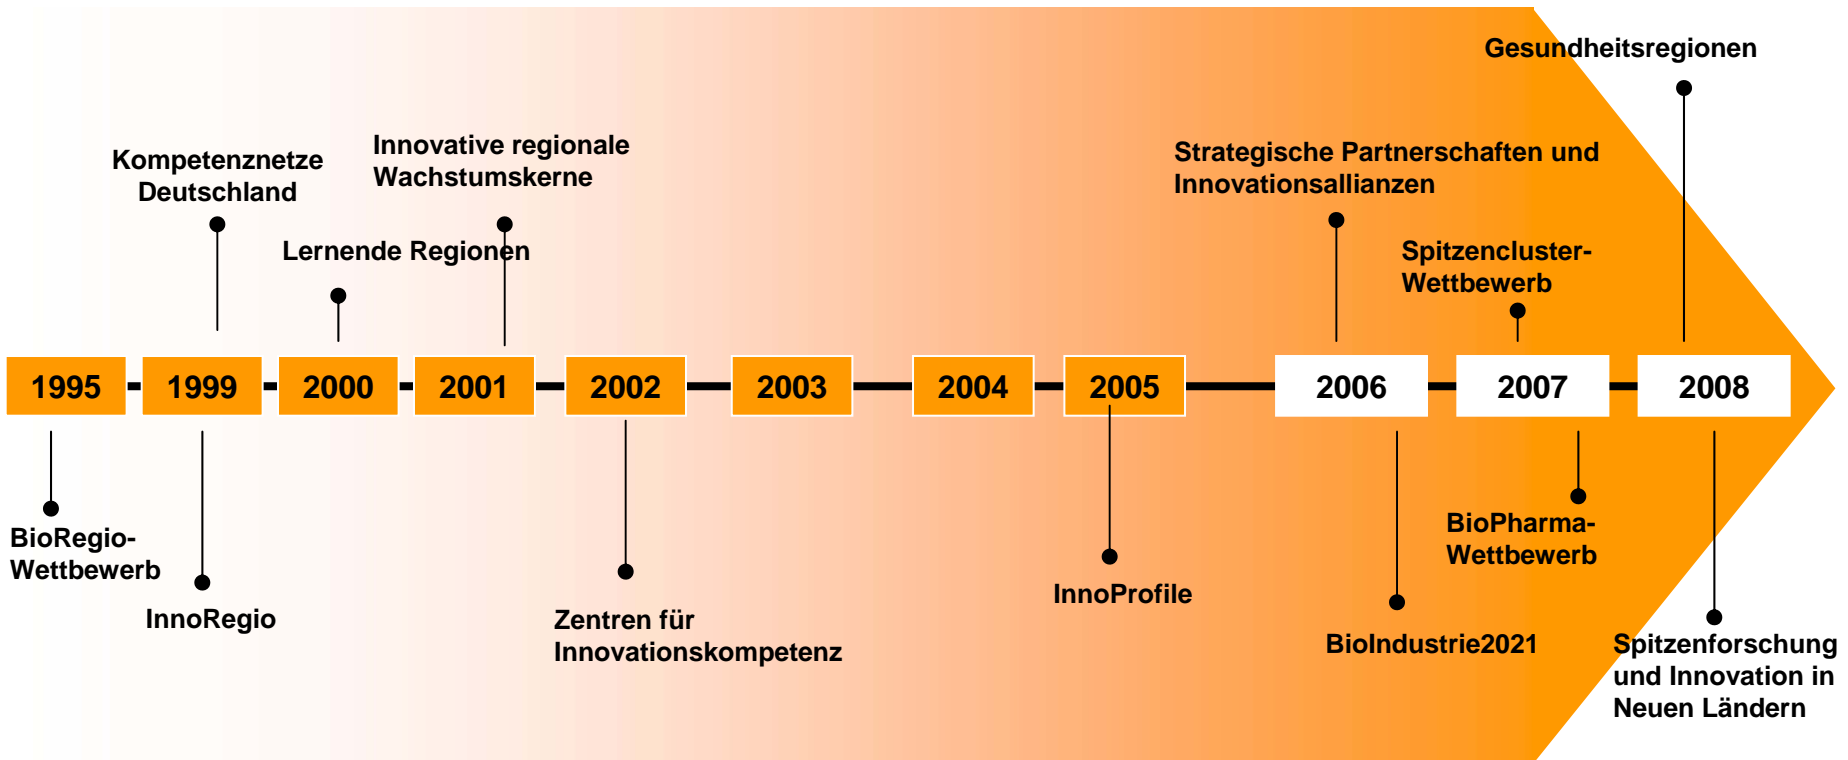 Gesundheitsregionen
Kompetenznetze
Deutschland
Innovative regionale
Wachstumskerne
Strategische Partnerschaften und
Innovationsallianzen
Lernende Regionen
Spitzencluster-
Wettbewerb
1995
1999
2000
2001
2002
2003
2004
2005
2006
2007
2008
BioRegio-
Wettbewerb
InnoRegio
Zentren für
Innovationskompetenz
InnoProfile
BioPharma-
Wettbewerb
BioIndustrie2021
Spitzenforschung
und Innovation in
Neuen Ländern